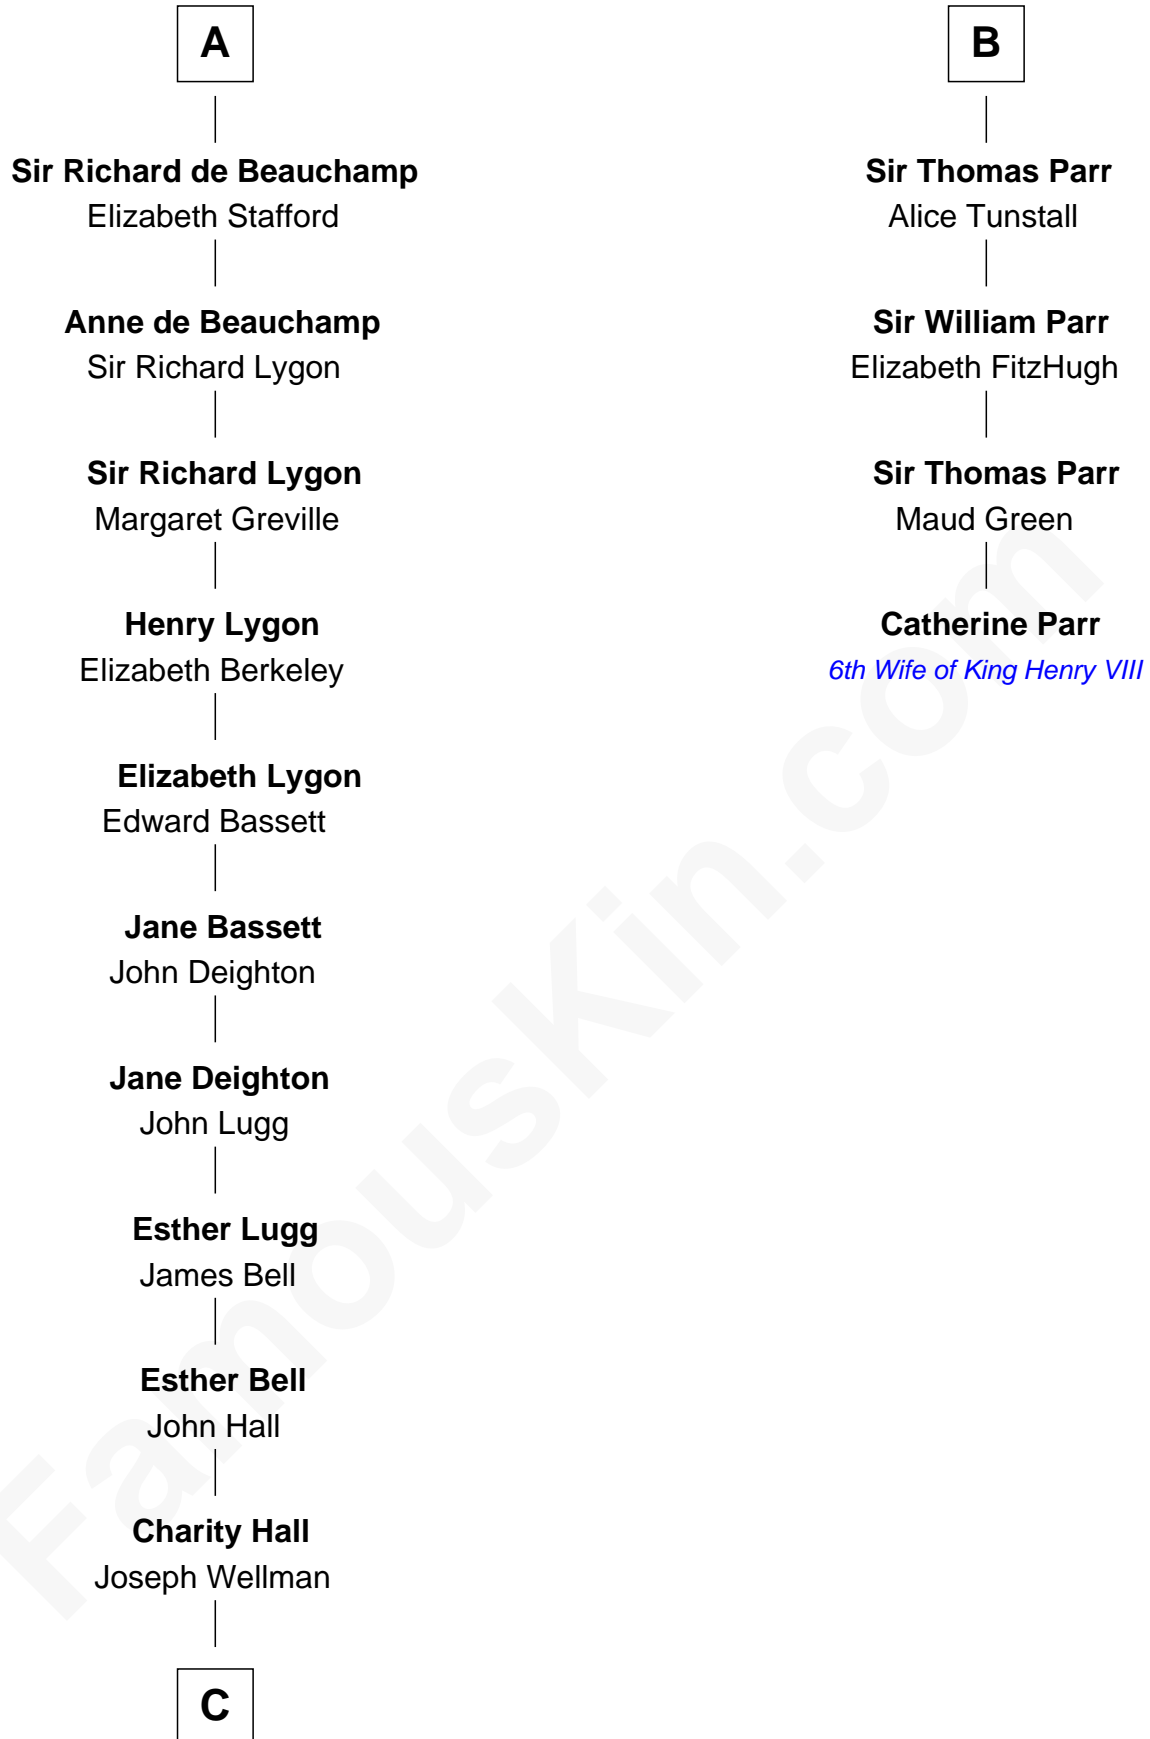 A
Sir Richard de Beauchamp
Elizabeth Stafford
Anne de Beauchamp
Sir Richard Lygon
Sir Richard Lygon
Margaret Greville
Henry Lygon
Elizabeth Berkeley
Elizabeth Lygon
Edward Bassett
Jane Bassett
John Deighton
Jane Deighton
John Lugg
Esther Lugg
James Bell
Esther Bell
John Hall
Charity Hall
Joseph Wellman
C
B
Sir Thomas Parr
Alice Tunstall
Sir William Parr
Elizabeth FitzHugh
Sir Thomas Parr
Maud Green
Catherine Parr
6th Wife of King Henry VIII
FamousKin.com